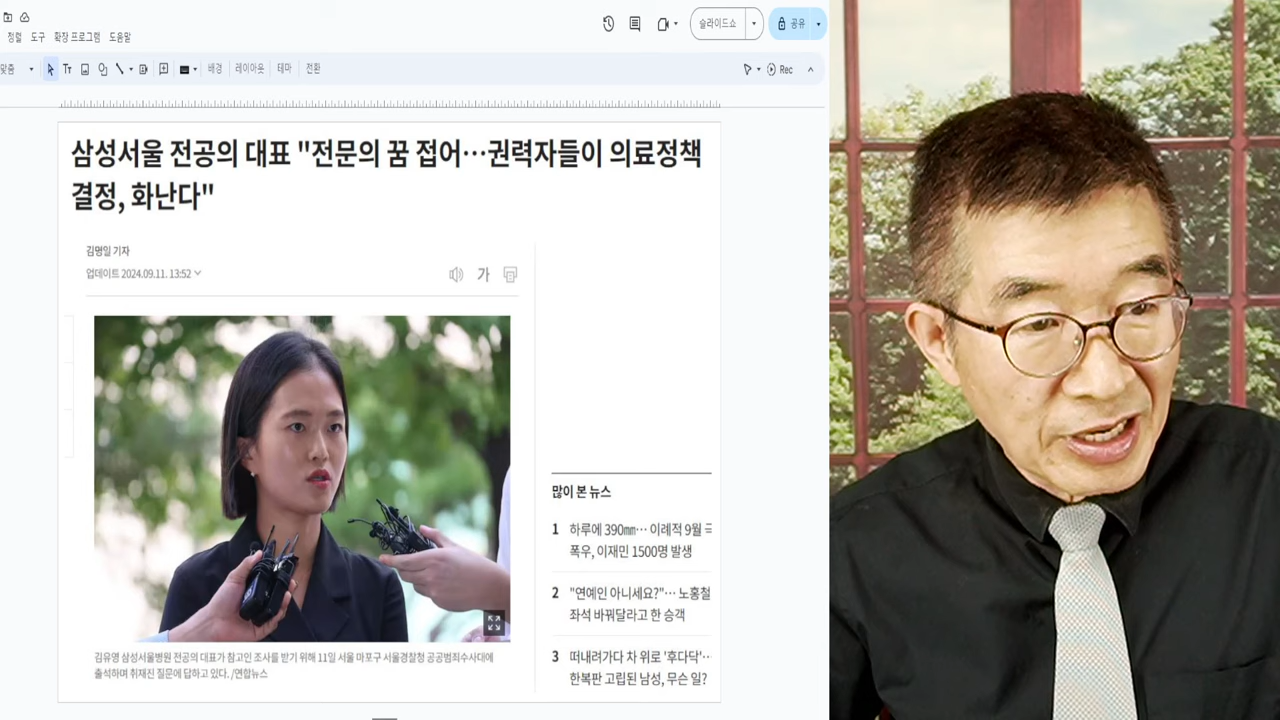 정렬 도구 확장 프로그램 도움말
슬라이드쇼
공유
맞춤
Tт
배경 레이아웃 테마 전환
Rec
삼성서울 전공의 대표 "전문의 꿈 접어…권력자들이 의료정책
결정, 화난다"
김명일 기자
업데이트 2024.09.11. 13:52
가
김유영 삼성서울병원 전공의 대표가 참고인 조사를 받기 위해 11일 서울 마포구 서울경찰청 공공범죄수사대에
출석하며 취재진 질문에 답하고 있다. /연합뉴스
많이 본 뉴스
1 하루에 390㎜… 이례적 9월
폭우, 이재민 1500명 발생
2 "연예인 아니세요?"… 노홍철
좌석 바꿔달라고 한 승객
3 떠내려가다 차 위로 '후다닥'…
한복판 고립된 남성, 무슨 일?